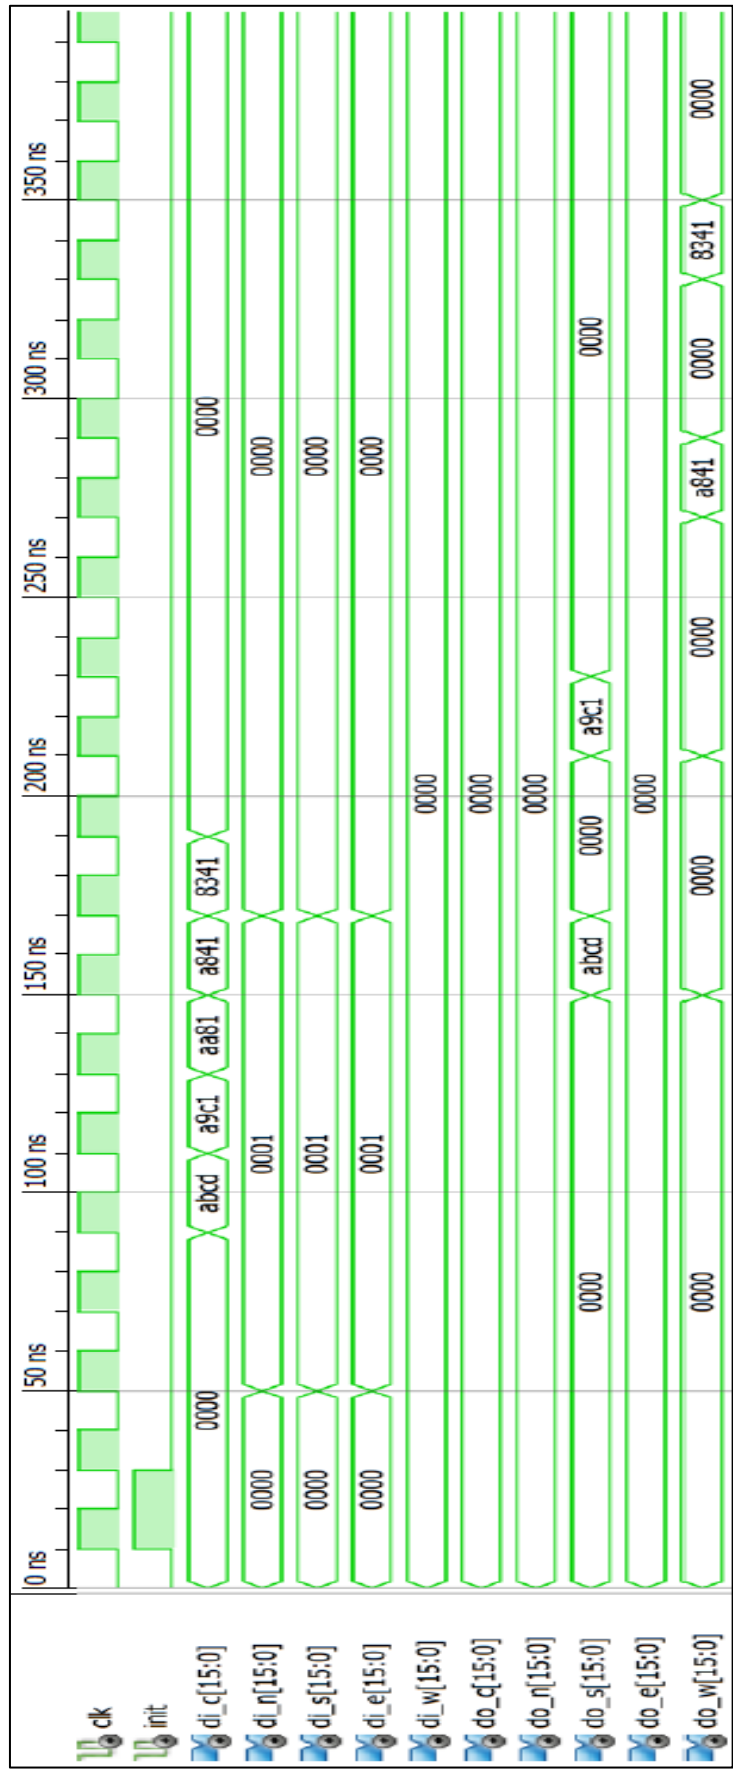 0 ns 50 ns 100 ns 150 ns 200 ns 250 ns 300 ns 350 ns
clk
init
di_c[15:0] 0000 abcd a9c1 aa81 a841 8341 0000
di_n[15:0] 0000 0001 0000
di_s[15:0] 0000 0001 0000
di_e[15:0] 0000 0001 0000
di_w[15:0] 0000
do_q[15:0] 0000
do_n[15:0] 0000
do_s[15:0] 0000 abcd 0000 a9c1 0000
do_e[15:0] 0000
do_w[15:0] 0000 0000 0000 a841 0000 8341 0000